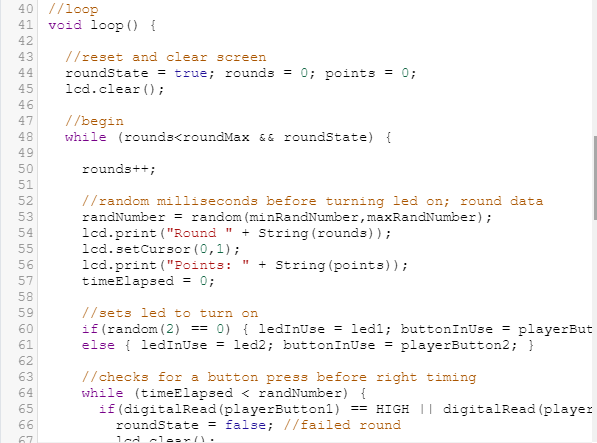 40 //loop
41 void loop() {
42
43 //reset and clear screen
44 roundState = true; rounds = 0; points = 0;
45 lcd.clear();
46
47 //begin
48 while (rounds<roundMax && roundState) {
49
50 rounds++;
51
52 //random milliseconds before turning led on; round data
53 randNumber = random(minRandNumber,maxRandNumber);
54 lcd.print("Round " + String(rounds));
55 lcd.setCursor(0,1);
56 lcd.print("Points: " + String(points));
57 timeElapsed = 0;
58
59 //sets led to turn on
60 if(random(2) == 0) { ledInUse = led1; buttonInUse = playerBut
61 else { ledInUse = led2; buttonInUse = playerButton2; }
62
63 //checks for a button press before right timing
64 while (timeElapsed < randNumber) {
65 if(digitalRead(playerButton1) == HIGH || digitalRead(player
66 roundState = false; //failed round
67 lcd.clear();